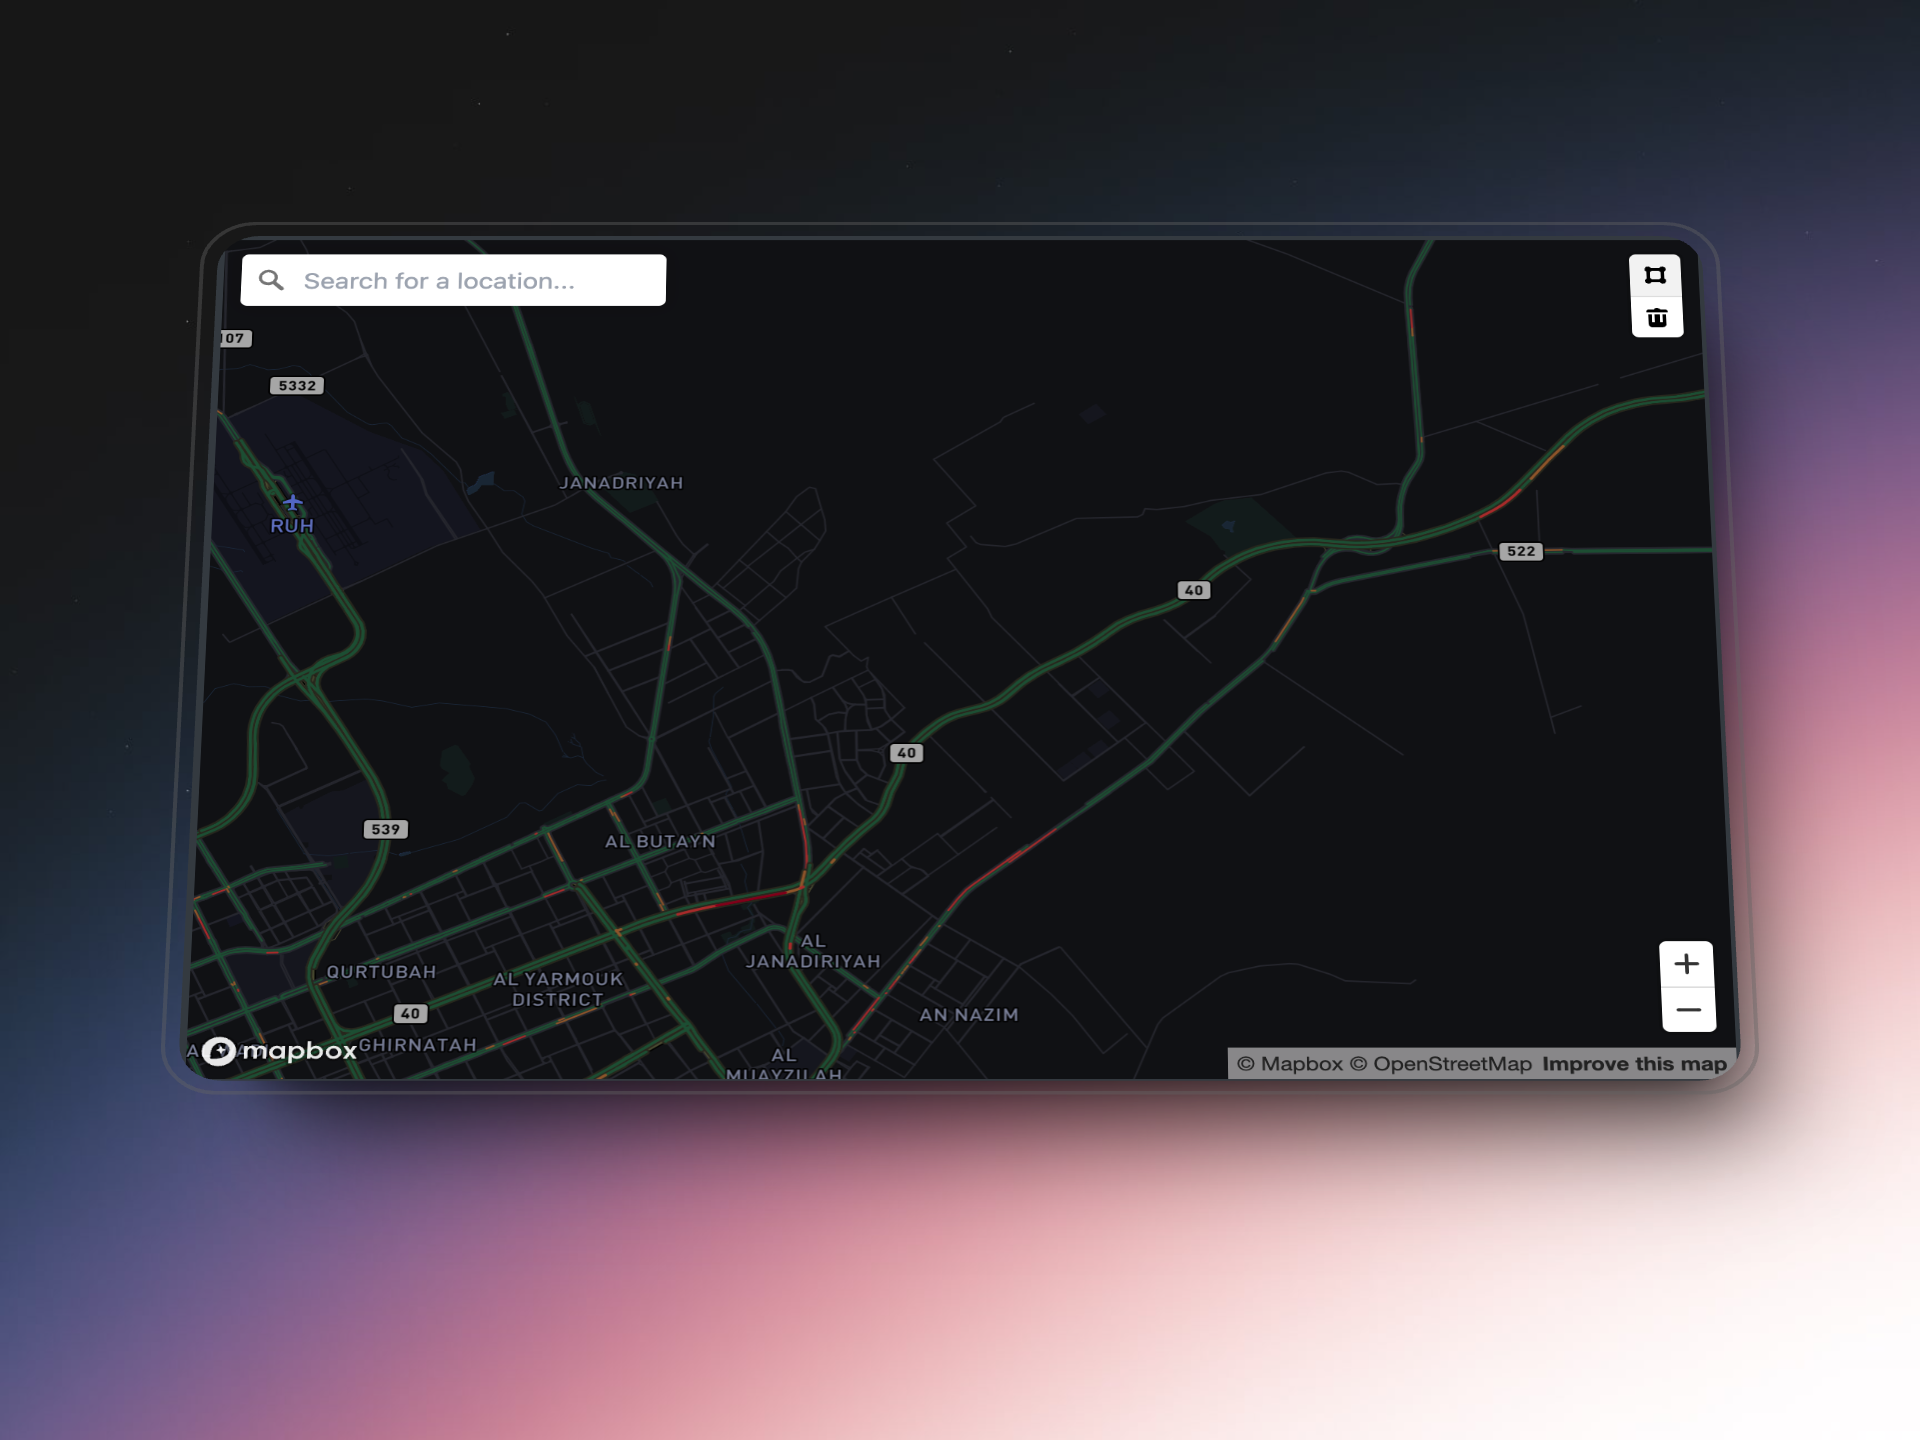 Search for a location...
07
5332
JANADRIYAH
RUH
522
40
40
539
AL BUTAYN
AL
JANADIRIYAH
QURTUBAH
AL YARMOUK
DISTRICT
40
AN NAZIM
GHIRNATAH
mapbox
AL
MUAYZILAH
© Mapbox © OpenStreetMap Improve this map